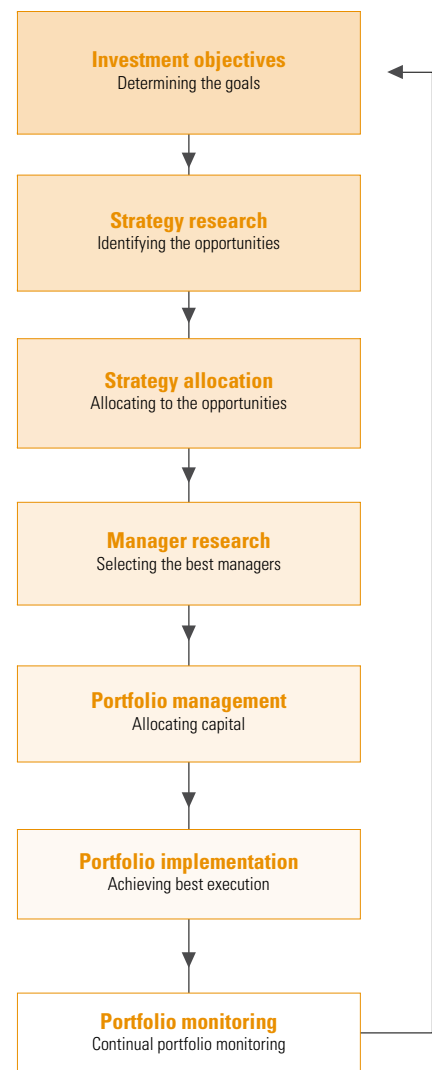 Investment objectives
Determining the goals
Strategy research
Identifying the opportunities
Strategy allocation
Allocating to the opportunities
Manager research
Selecting the best managers
Portfolio management
Allocating capital
Portfolio implementation
Achieving best execution
Portfolio monitoring
Continual portfolio monitoring